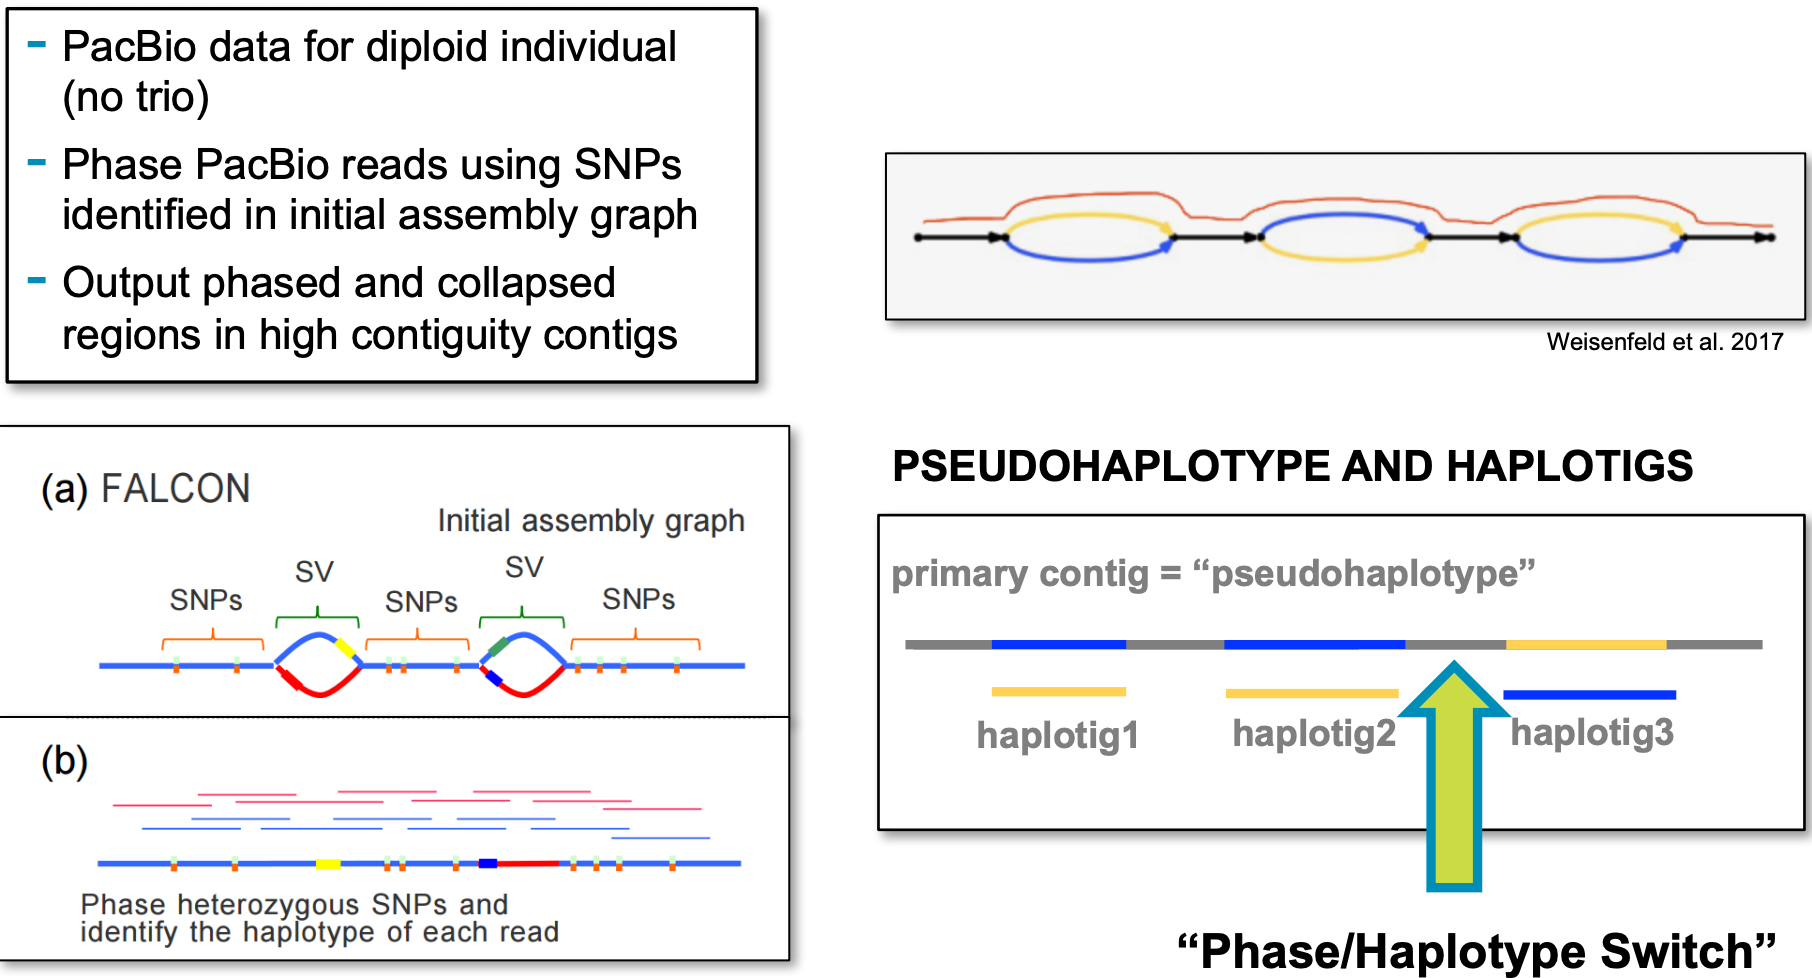 - PacBio data for diploid individual
(no trio)
- Phase PacBio reads using SNPs
identified in initial assembly graph
- Output phased and collapsed
regions in high contiguity contigs
Weisenfeld et al. 2017
(a) FALCON
Initial assembly graph
SNPs
SV
SNPs
SV
SNPs
(b)
Phase heterozygous SNPs and
identify the haplotype of each read
PSEUDOHAPLOTYPE AND HAPLOTIGS
primary contig = “pseudohaplotype”
haplotig1
haplotig2
haplotig3
“Phase/Haplotype Switch”